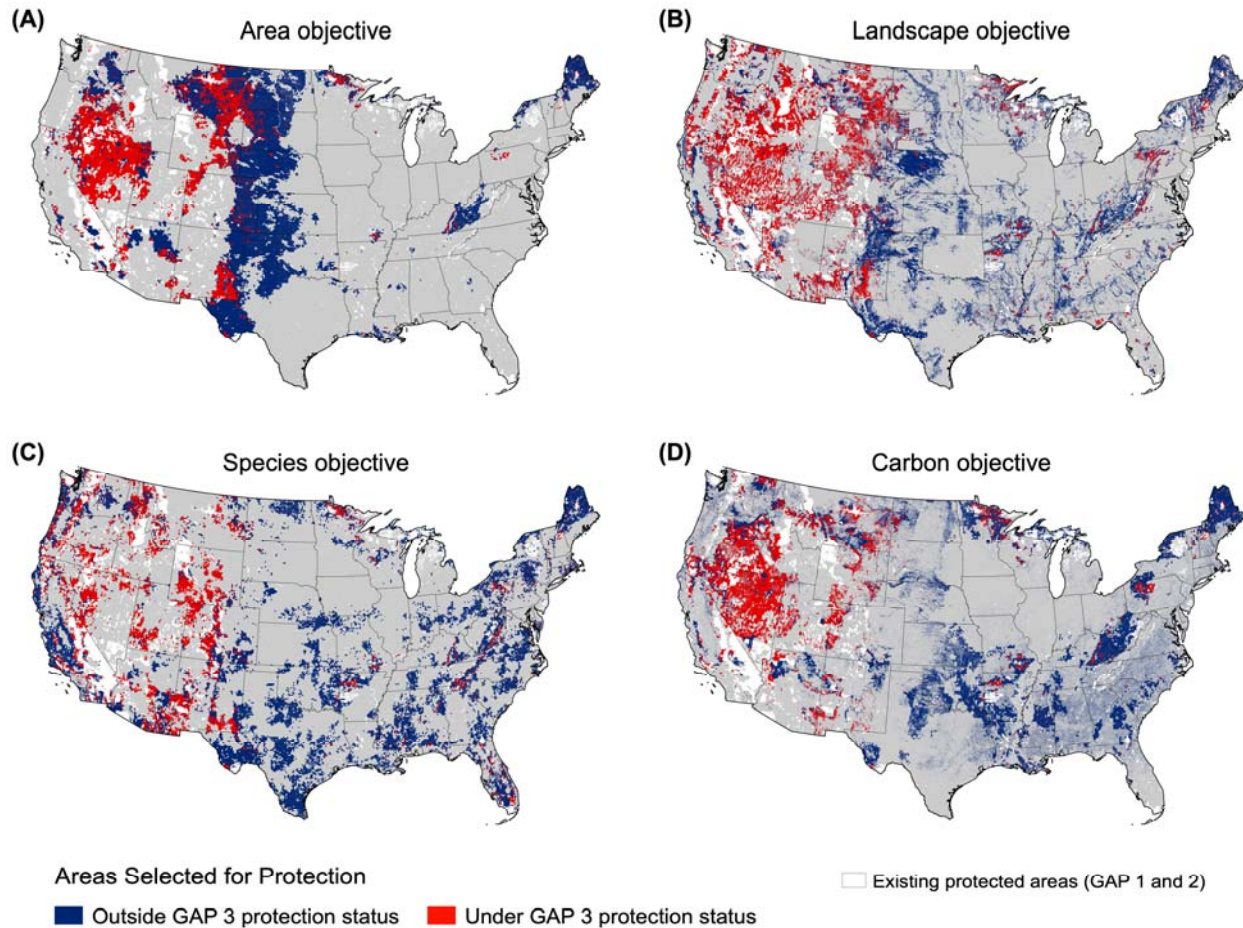 (A)
Area objective
(B)
Landscape objective
(C)
Species objective
(D)
Carbon objective
Areas Selected for Protection
Existing protected areas (GAP 1 and 2)
Outside GAP 3 protection status
Under GAP 3 protection status